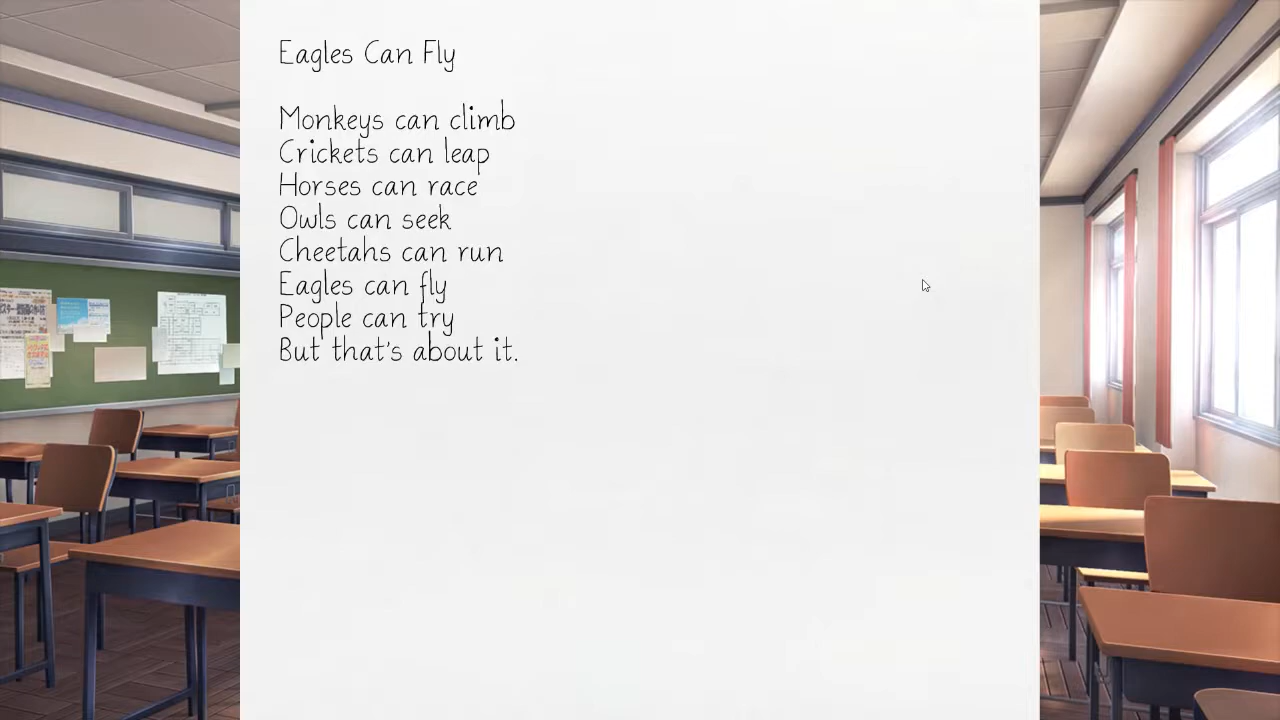 Eagles Can Fly
Monkeys can climb
Crickets can leap
Horses can race
Owls can seek
Cheetahs can run
Eagles can fly
People can try
But that's about it.